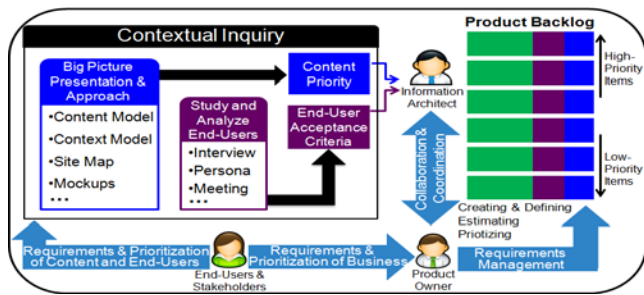 Contextual Inquiry
Big Picture
Presentation &
Approach
•Content Model
•Context Model
•Site Map
•Mockups
•••
Study and
Analyze
End-Users
•Interview
•Persona
•Meeting
•••
Content
Priority
End-User
Acceptance
Criteria
Information
Architect
Collaboration &
Coordination
Product Backlog
High-
Priority
Items
Low-
Priority
Items
Creating & Defining
Estimating
Priotizing
Requirements & Prioritization
of Content and End-Users
End-Users &
Stakeholders
Requirements &
Prioritization of Business
Product
Owner
Requirements
Management